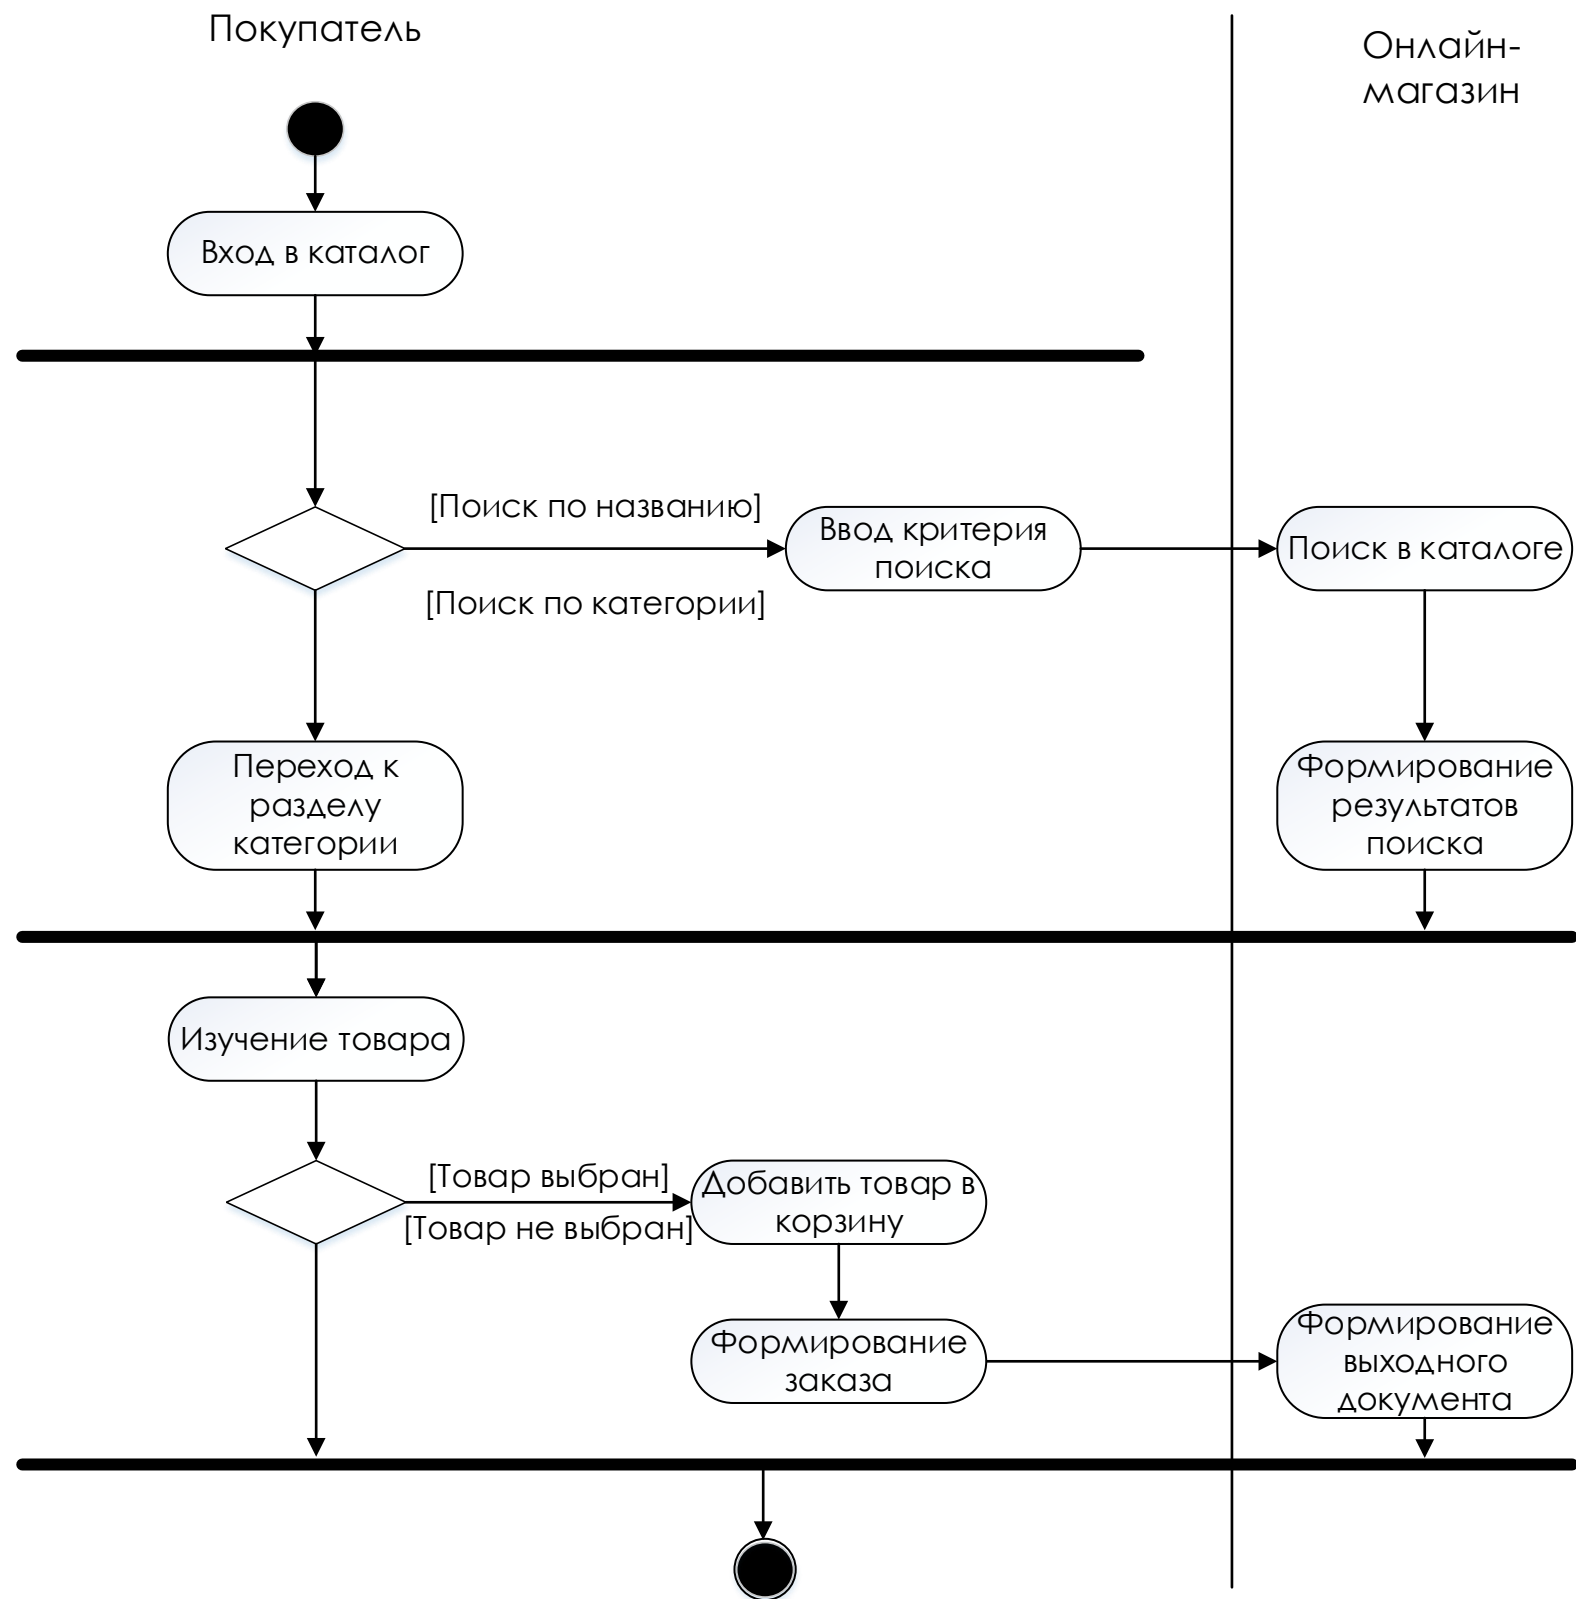 Покупатель
Онлайн-
магазин
Вход в каталог
[Поиск по названию]
Ввод критерия
поиска
Поиск в каталоге
[Поиск по категории]
Переход к
разделу
категории
Формирование
результатов
поиска
Изучение товара
[Товар выбран]
Добавить товар в
корзину
[Товар не выбран]
Формирование
заказа
Формирование
выходного
документа